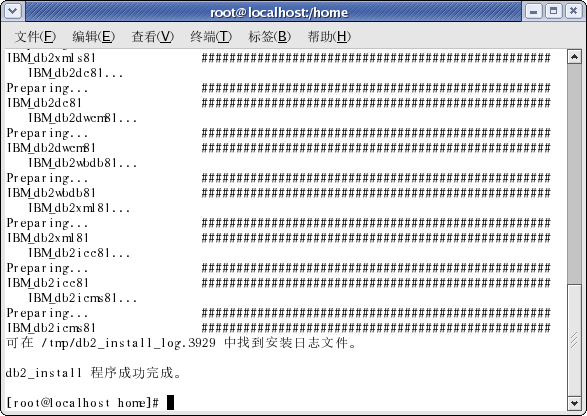 root@localhost:/home
文件(F) 编辑(E) 查看(V) 终端(T) 标签(B) 帮助(H)
IBM_db2xmls81 ##################################################
IBM_db2dc81...
Preparing... ##################################################
IBM_db2dc81 ##################################################
IBM_db2dwcm81...
Preparing... ##################################################
IBM_db2dwcm81 ##################################################
IBM_db2wbdb81...
Preparing... ##################################################
IBM_db2wbdb81 ##################################################
IBM_db2xml81...
Preparing... ##################################################
IBM_db2xml81 ##################################################
IBM_db2icc81...
Preparing... ##################################################
IBM_db2icc81 ##################################################
IBM_db2icms81...
Preparing... ##################################################
IBM_db2icms81 ##################################################
可在 /tmp/db2_install_log.3929 中找到安装日志文件。
db2_install 程序成功完成。
[root@localhost home]#